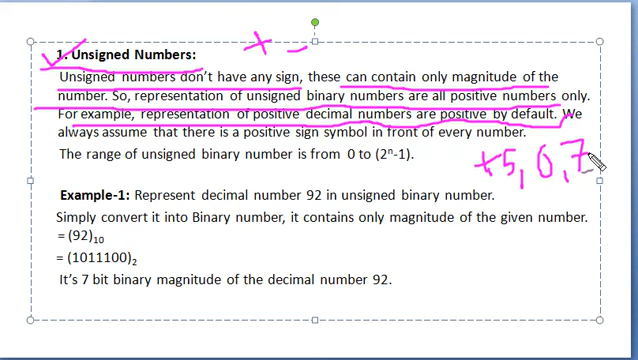 + -
1. Unsigned Numbers:
Unsigned numbers don't have any sign, these can contain only magnitude of the
number. So, representation of unsigned binary numbers are all positive numbers only.
For example, representation of positive decimal numbers are positive by default. We
always assume that there is a positive sign symbol in front of every number.
The range of unsigned binary number is from 0 to (2ⁿ-1).
+5, 0, 7
Example-1: Represent decimal number 92 in unsigned binary number.
Simply convert it into Binary number, it contains only magnitude of the given number.
= (92)₁₀
= (1011100)₂
It's 7 bit binary magnitude of the decimal number 92.